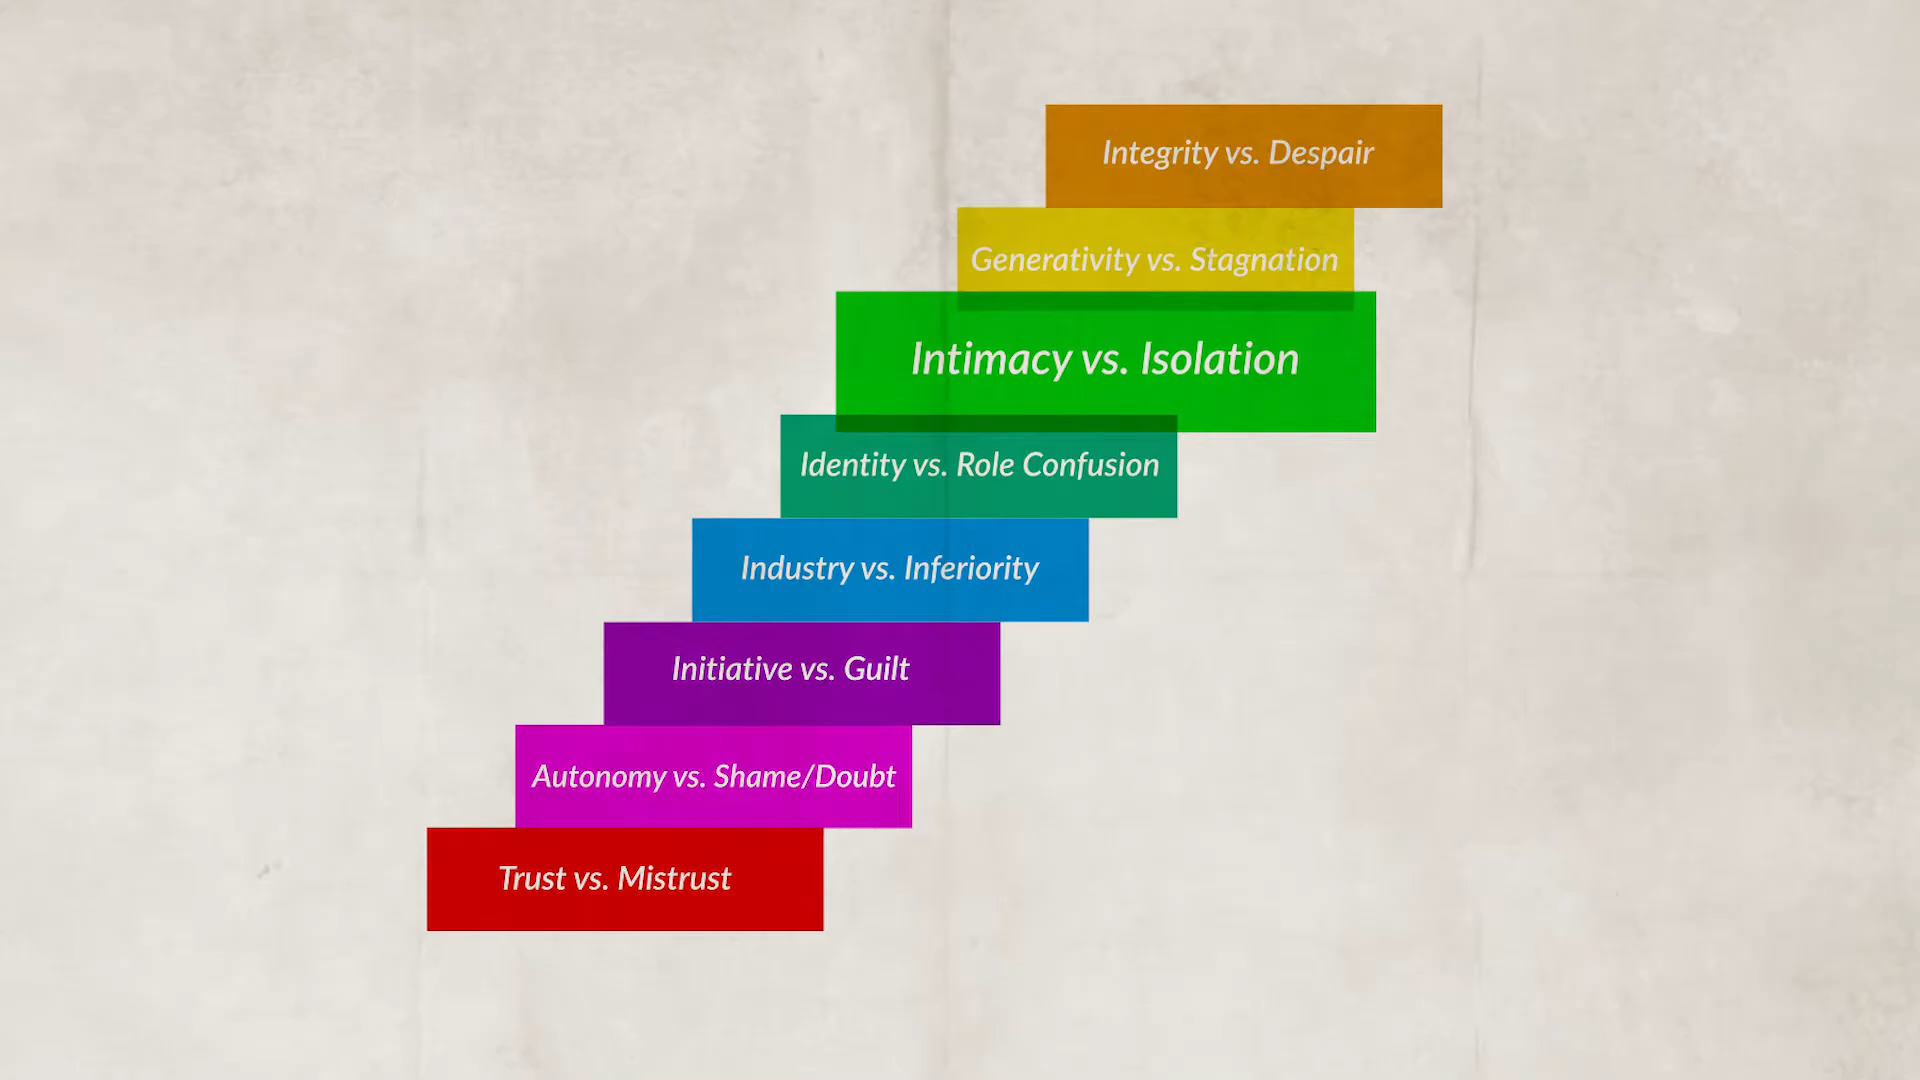 Integrity vs. Despair
Generativity vs. Stagnation
Intimacy vs. Isolation
Identity vs. Role Confusion
Industry vs. Inferiority
Initiative vs. Guilt
Autonomy vs. Shame/Doubt
Trust vs. Mistrust